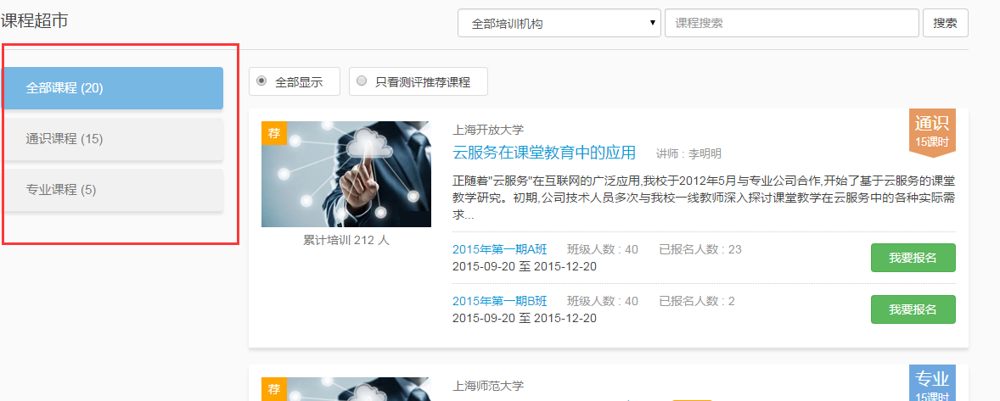 课程超市
全部培训机构
课程搜索
搜索
全部课程 (20)
通识课程 (15)
专业课程 (5)
全部显示
只看测评推荐课程
荐
累计培训 212 人
上海开放大学
云服务在课堂教育中的应用 讲师 : 李明明
通识
15课时
正随着"云服务"在互联网的广泛应用,我校于2012年5月与专业公司合作,开始了基于云服务的课堂
教学研究。初期,公司技术人员多次与我校一线教师深入探讨课堂教学在云服务中的各种实际需
求...
2015年第一期A班 班级人数 : 40 已报名人数 : 23
2015-09-20 至 2015-12-20
我要报名
2015年第一期B班 班级人数 : 40 已报名人数 : 2
2015-09-20 至 2015-12-20
我要报名
荐
上海师范大学
专业
15课时